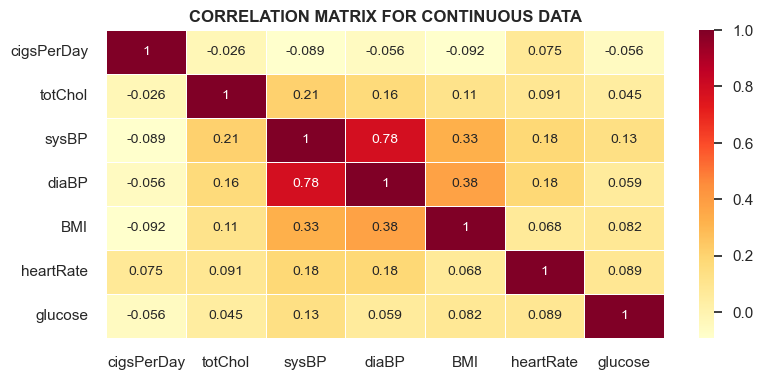 CORRELATION MATRIX FOR CONTINUOUS DATA
cigsPerDay 1 -0.026 -0.089 -0.056 -0.092 0.075 -0.056
totChol -0.026 1 0.21 0.16 0.11 0.091 0.045
sysBP -0.089 0.21 1 0.78 0.33 0.18 0.13
diaBP -0.056 0.16 0.78 1 0.38 0.18 0.059
BMI -0.092 0.11 0.33 0.38 1 0.068 0.082
heartRate 0.075 0.091 0.18 0.18 0.068 1 0.089
glucose -0.056 0.045 0.13 0.059 0.082 0.089 1
cigsPerDay totChol sysBP diaBP BMI heartRate glucose
1.0
0.8
0.6
0.4
0.2
0.0